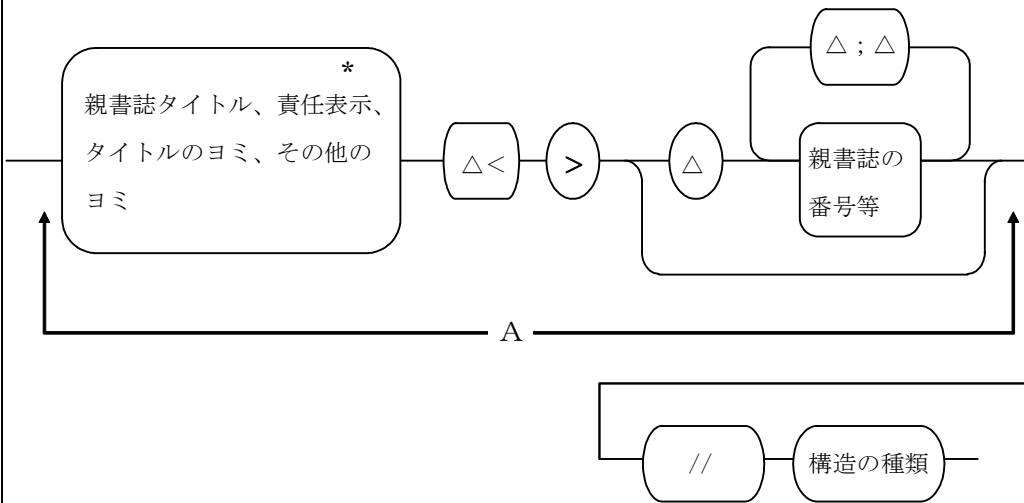 △ ; △
*
親書誌タイトル、責任表示、
タイトルのヨミ、その他の
ヨミ
△<
>
△
親書誌の
番号等
A
//
構造の種類